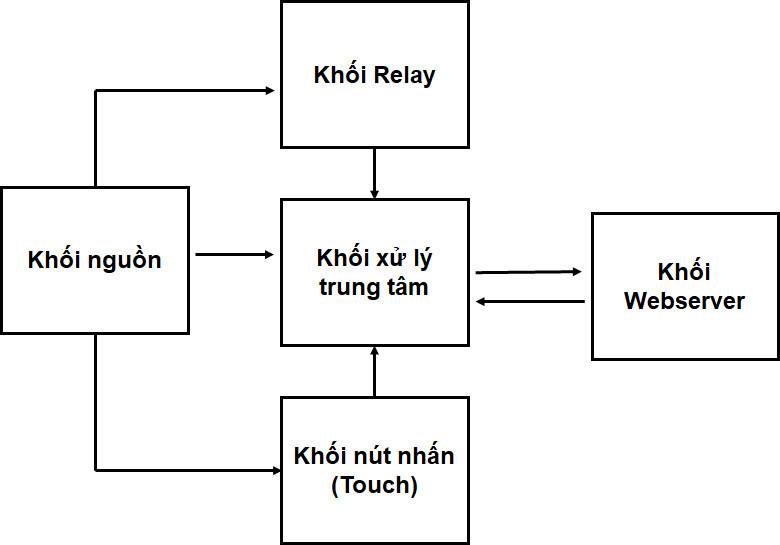 Khối Relay
Khối nguồn
Khối xử lý
trung tâm
Khối
Webserver
Khối nút nhấn
(Touch)